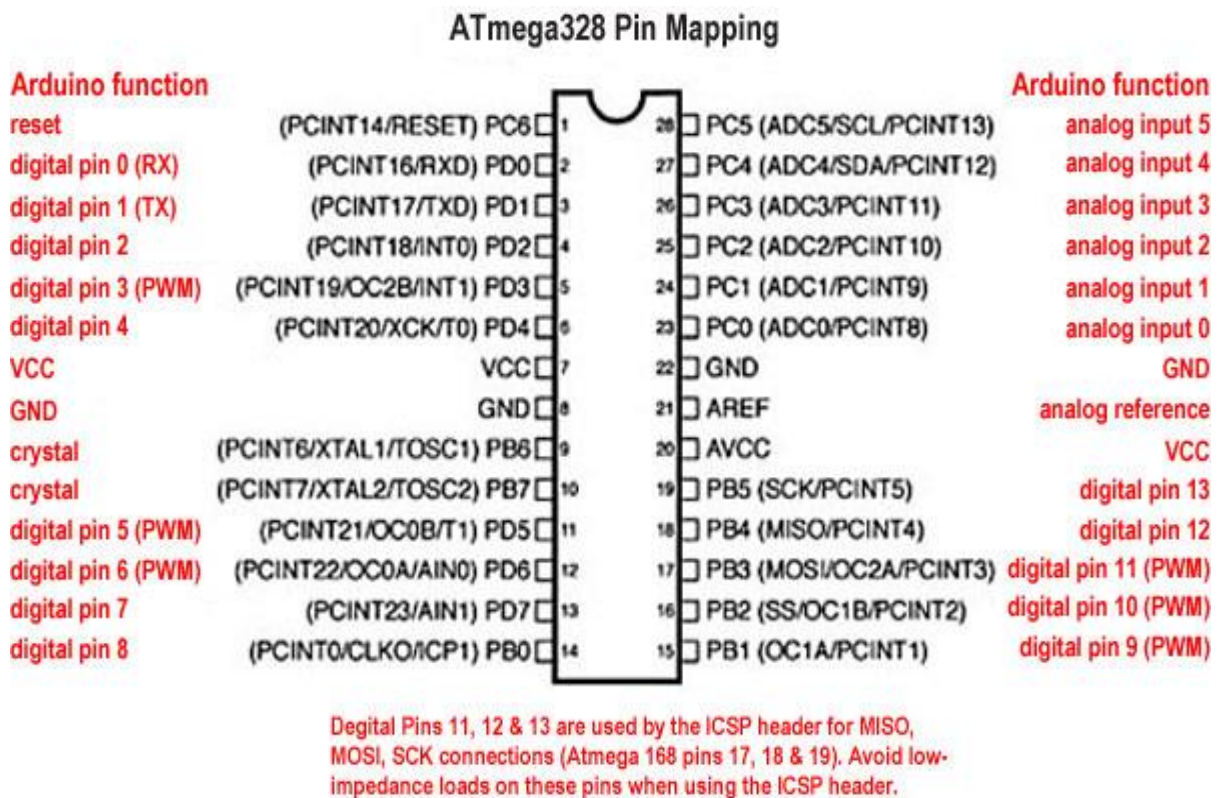 ATmega328 Pin Mapping
Arduino function Arduino function
reset (PCINT14/RESET) PC6 1 28 PC5 (ADC5/SCL/PCINT13) analog input 5
digital pin 0 (RX) (PCINT16/RXD) PD0 2 27 PC4 (ADC4/SDA/PCINT12) analog input 4
digital pin 1 (TX) (PCINT17/TXD) PD1 3 26 PC3 (ADC3/PCINT11) analog input 3
digital pin 2 (PCINT18/INT0) PD2 4 25 PC2 (ADC2/PCINT10) analog input 2
digital pin 3 (PWM) (PCINT19/OC2B/INT1) PD3 5 24 PC1 (ADC1/PCINT9) analog input 1
digital pin 4 (PCINT20/XCK/T0) PD4 6 23 PC0 (ADC0/PCINT8) analog input 0
VCC VCC 7 22 GND GND
GND GND 8 21 AREF analog reference
crystal (PCINT6/XTAL1/TOSC1) PB6 9 20 AVCC VCC
crystal (PCINT7/XTAL2/TOSC2) PB7 10 19 PB5 (SCK/PCINT5) digital pin 13
digital pin 5 (PWM) (PCINT21/OC0B/T1) PD5 11 18 PB4 (MISO/PCINT4) digital pin 12
digital pin 6 (PWM) (PCINT22/OC0A/AIN0) PD6 12 17 PB3 (MOSI/OC2A/PCINT3) digital pin 11 (PWM)
digital pin 7 (PCINT23/AIN1) PD7 13 16 PB2 (SS/OC1B/PCINT2) digital pin 10 (PWM)
digital pin 8 (PCINT0/CLKO/ICP1) PB0 14 15 PB1 (OC1A/PCINT1) digital pin 9 (PWM)
Degital Pins 11, 12 & 13 are used by the ICSP header for MISO,
MOSI, SCK connections (Atmega 168 pins 17, 18 & 19). Avoid low-
impedance loads on these pins when using the ICSP header.